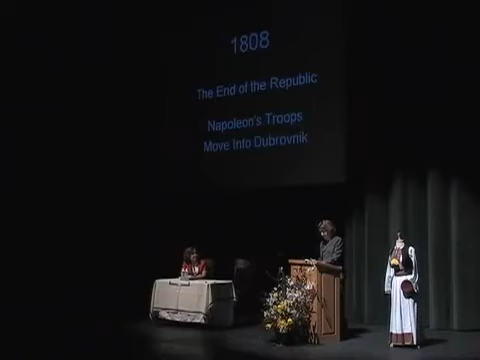 1808
The End of the Republic
Napoleon's Troops
Move Into Dubrovnik